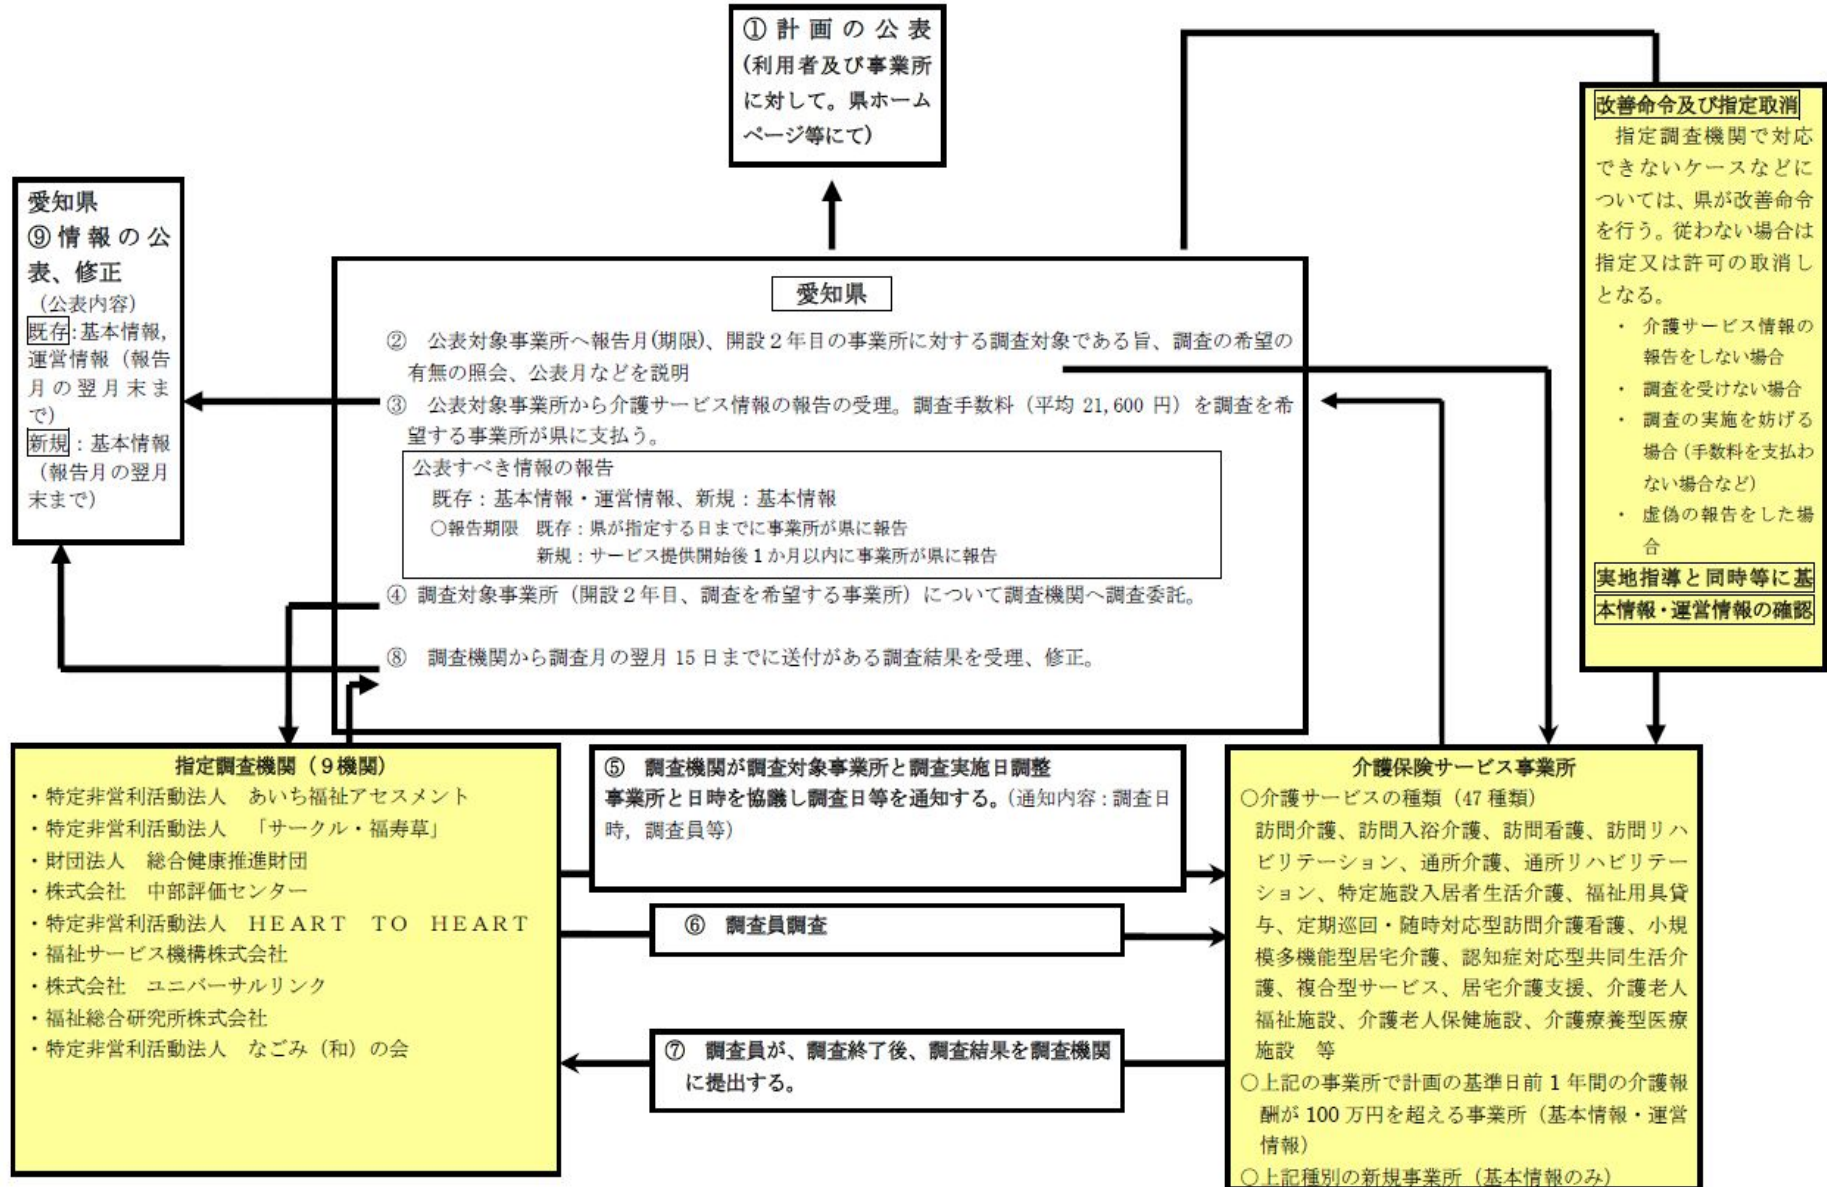 ①計画の公表
(利用者及び事業所
に対して。県ホーム
ページ等にて)
愛知県
⑨情報の公
表、修正
（公表内容）
既存:基本情報,
運営情報（報告
月の翌月末ま
で）
新規：基本情報
（報告月の翌月
末まで）
愛知県
②　公表対象事業所へ報告月(期限)、開設２年目の事業所に対する調査対象である旨、調査の希望の
有無の照会、公表月などを説明
③　公表対象事業所から介護サービス情報の報告の受理。調査手数料（平均 21,600 円）を調査を希
望する事業所が県に支払う。
公表すべき情報の報告
既存：基本情報・運営情報、新規：基本情報
○報告期限　既存：県が指定する日までに事業所が県に報告
新規：サービス提供開始後１か月以内に事業所が県に報告
④ 調査対象事業所（開設２年目、調査を希望する事業所）について調査機関へ調査委託。
⑧　調査機関から調査月の翌月 15 日までに送付がある調査結果を受理、修正。
改善命令及び指定取消
指定調査機関で対応
できないケースなどに
ついては、県が改善命令
を行う。従わない場合は
指定又は許可の取消し
となる。
・ 介護サービス情報の
報告をしない場合
・ 調査を受けない場合
・ 調査の実施を妨げる
場合（手数料を支払わ
ない場合など）
・ 虚偽の報告をした場
合
実地指導と同時等に基
本情報・運営情報の確認
指定調査機関（９機関）
・特定非営利活動法人　あいち福祉アセスメント
・特定非営利活動法人　「サークル・福寿草」
・財団法人　総合健康推進財団
・株式会社　中部評価センター
・特定非営利活動法人　ＨＥＡＲＴ　ＴＯ　ＨＥＡＲＴ
・福祉サービス機構株式会社
・株式会社　ユニバーサルリンク
・福祉総合研究所株式会社
・特定非営利活動法人　なごみ（和）の会
⑤　調査機関が調査対象事業所と調査実施日調整
事業所と日時を協議し調査日等を通知する。（通知内容：調査日
時，調査員等）
⑥　調査員調査
⑦　調査員が、調査終了後、調査結果を調査機関
に提出する。
介護保険サービス事業所
○介護サービスの種類（47 種類）
訪問介護、訪問入浴介護、訪問看護、訪問リハ
ビリテーション、通所介護、通所リハビリテー
ション、特定施設入居者生活介護、福祉用具貸
与、定期巡回・随時対応型訪問介護看護、小規
模多機能型居宅介護、認知症対応型共同生活介
護、複合型サービス、居宅介護支援、介護老人
福祉施設、介護老人保健施設、介護療養型医療
施設　等
○上記の事業所で計画の基準日前１年間の介護報
酬が 100 万円を超える事業所（基本情報・運営
情報）
○上記種別の新規事業所（基本情報のみ）